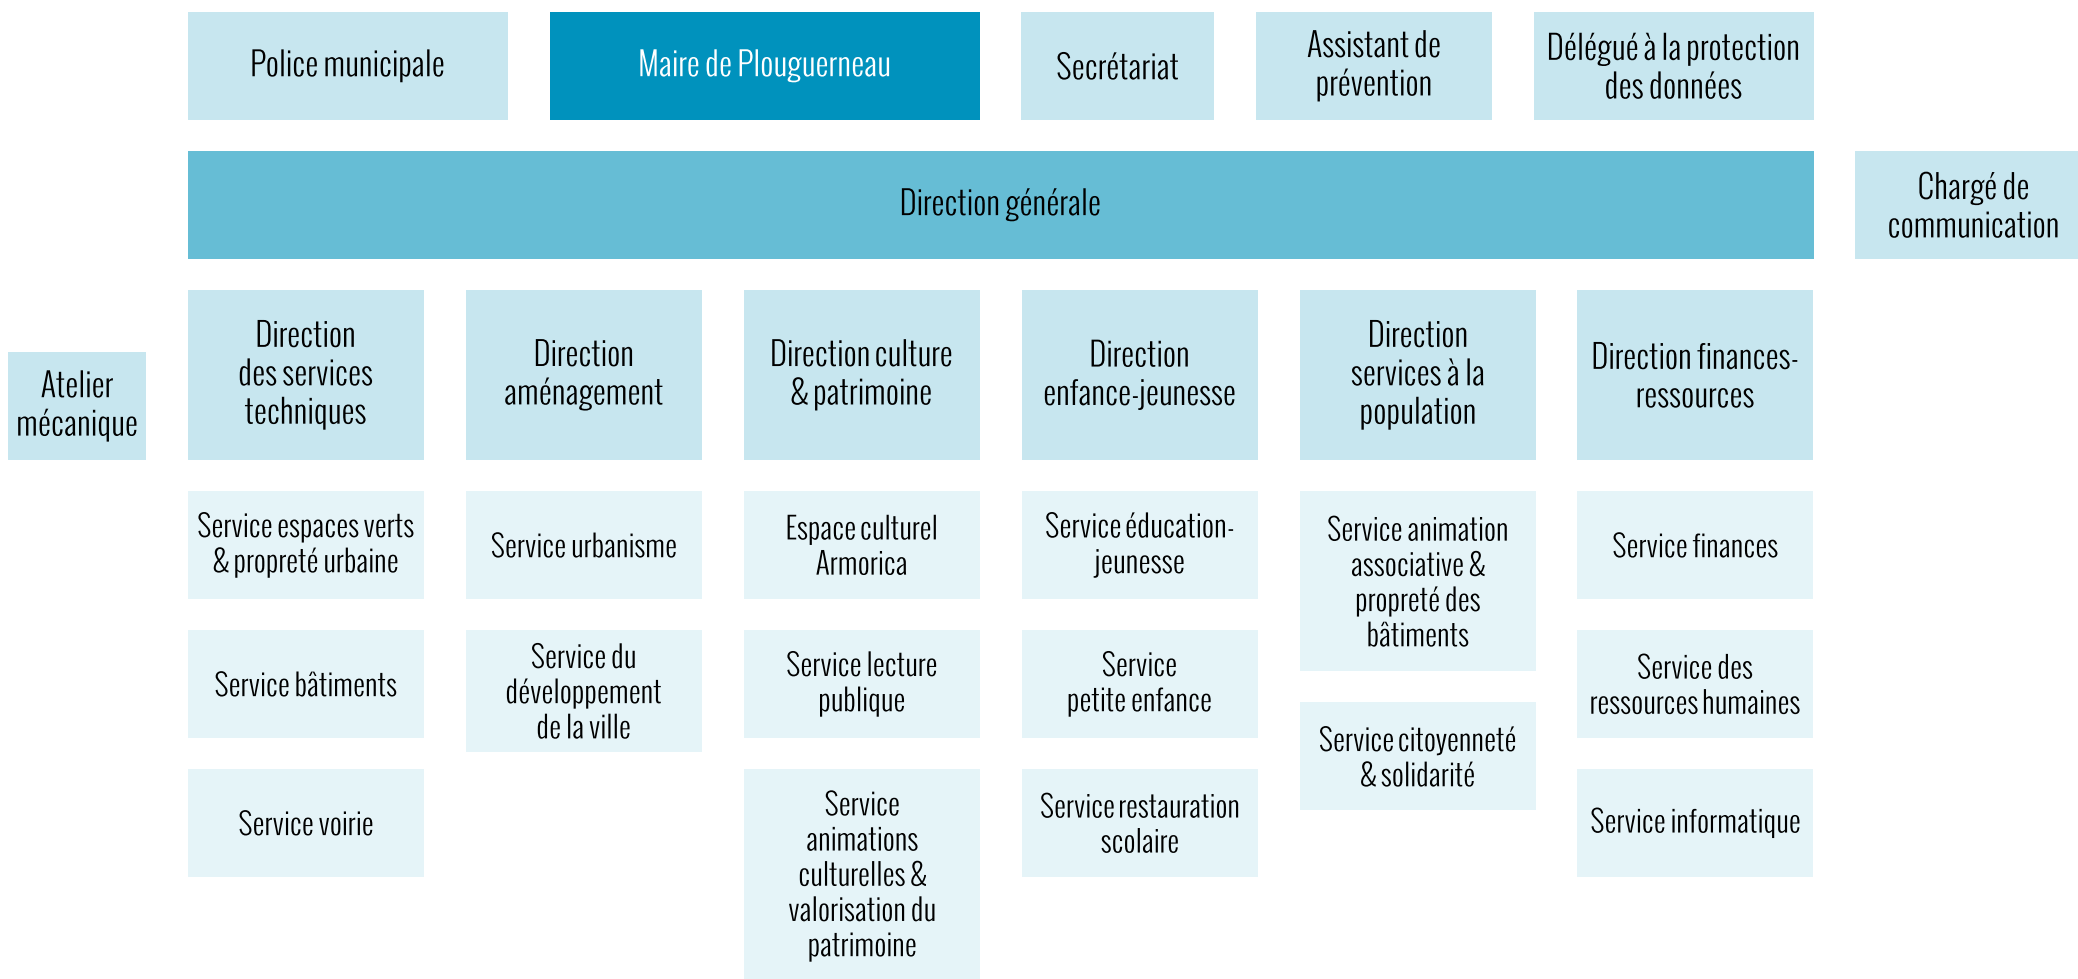 Police municipale
Maire de Plouguerneau
Secrétariat
Assistant de
prévention
Délégué à la protection
des données
Direction générale
Chargé de
communication
Atelier
mécanique
Direction
des services
techniques
Direction
aménagement
Direction culture
& patrimoine
Direction
enfance-jeunesse
Direction
services à la
population
Direction finances-
ressources
Service espaces verts
& propreté urbaine
Service bâtiments
Service voirie
Service urbanisme
Service du
développement
de la ville
Espace culturel
Armorica
Service lecture
publique
Service
animations
culturelles &
valorisation du
patrimoine
Service éducation-
jeunesse
Service
petite enfance
Service restauration
scolaire
Service animation
associative &
propreté des
bâtiments
Service citoyenneté
& solidarité
Service finances
Service des
ressources humaines
Service informatique